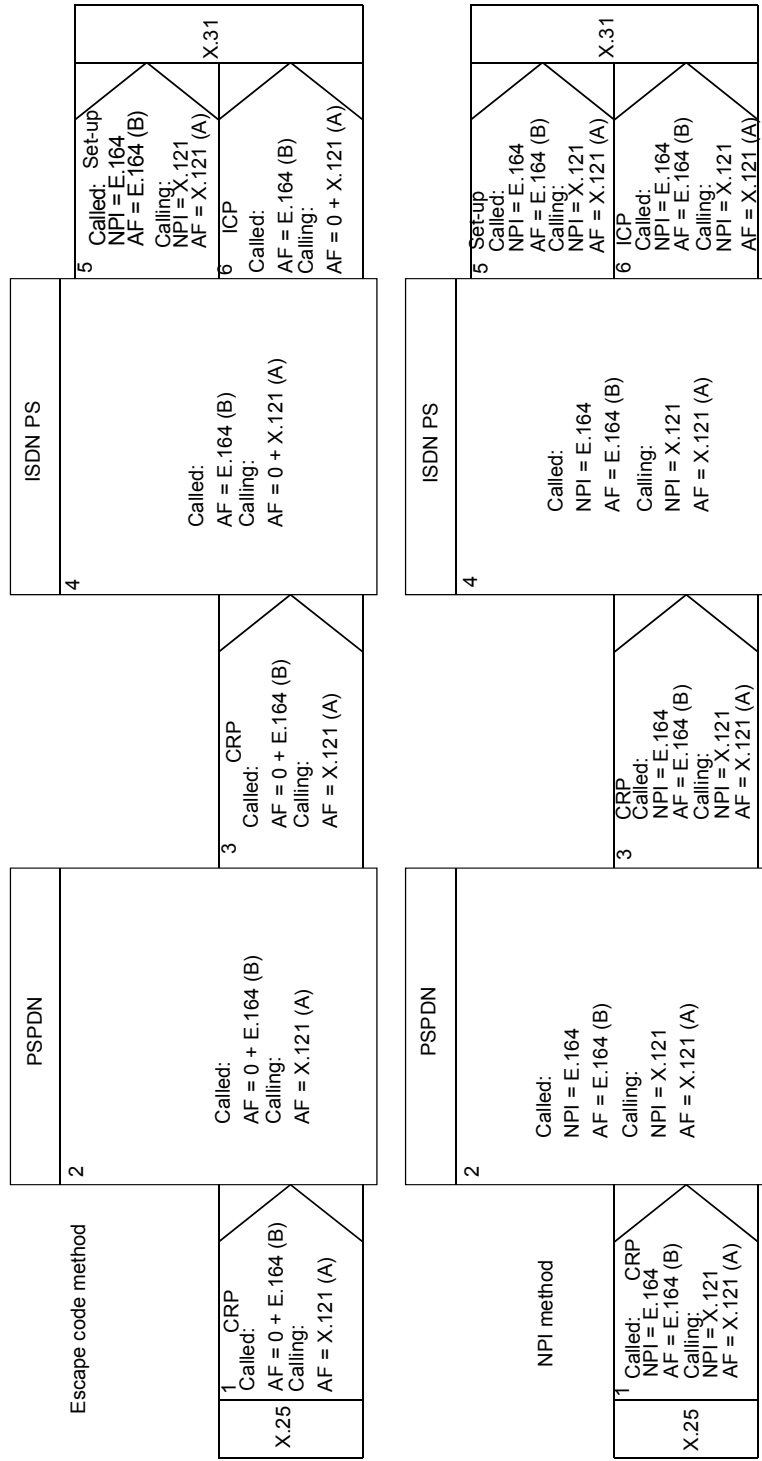 Escape code method
X.25
1
CRP
Called:
AF = 0 + E.164 (B)
Calling:
AF = X.121 (A)
PSPDN
2
Called:
AF = 0 + E.164 (B)
Calling:
AF = X.121 (A)
3
CRP
Called:
AF = 0 + E.164 (B)
Calling:
AF = X.121 (A)
ISDN PS
4
Called:
AF = E.164 (B)
Calling:
AF = 0 + X.121 (A)
5
Set-up
Called:
NPI = E.164
AF = E.164 (B)
Calling:
NPI = X.121
AF = X.121 (A)
6
ICP
Called:
AF = E.164 (B)
Calling:
AF = 0 + X.121 (A)
X.31
NPI method
X.25
1
CRP
Called:
NPI = E.164
AF = E.164 (B)
Calling:
NPI = X.121
AF = X.121 (A)
PSPDN
2
Called:
NPI = E.164
AF = E.164 (B)
Calling:
NPI = X.121
AF = X.121 (A)
3
CRP
Called:
NPI = E.164
AF = E.164 (B)
Calling:
NPI = X.121
AF = X.121 (A)
ISDN PS
4
Called:
NPI = E.164
AF = E.164 (B)
Calling:
NPI = X.121
AF = X.121 (A)
5
Set-up
Called:
NPI = E.164
AF = E.164 (B)
Calling:
NPI = X.121
AF = X.121 (A)
6
ICP
Called:
NPI = E.164
AF = E.164 (B)
Calling:
NPI = X.121
AF = X.121 (A)
X.31